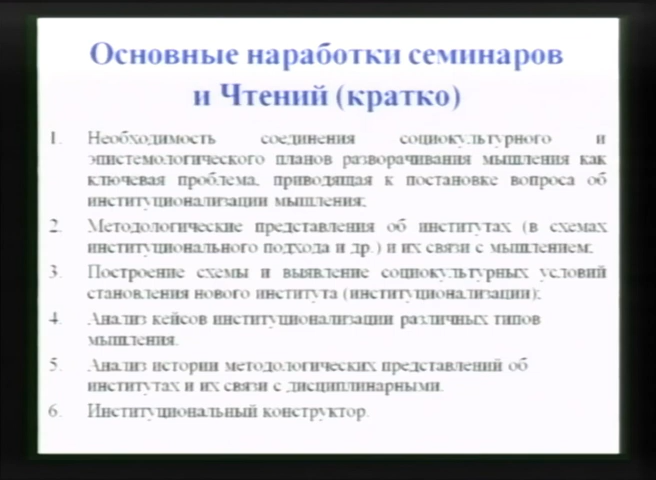 Основные наработки семинаров
и Чтений (кратко)
1. Необходимость соединения социокультурного и
эпистемологического планов разворачивания мышления как
ключевая проблема, приводящая к постановке вопроса об
институционализации мышления;
2. Методологические представления об институтах (в схемах
институционального подхода и др.) и их связи с мышлением;
3. Построение схемы и выявление социокультурных условий
становления нового института (институционализации);
4. Анализ кейсов институционализации различных типов
мышления.
5. Анализ истории методологических представлений об
институтах и их связи с дисциплинарными.
6. Институциональный конструктор.